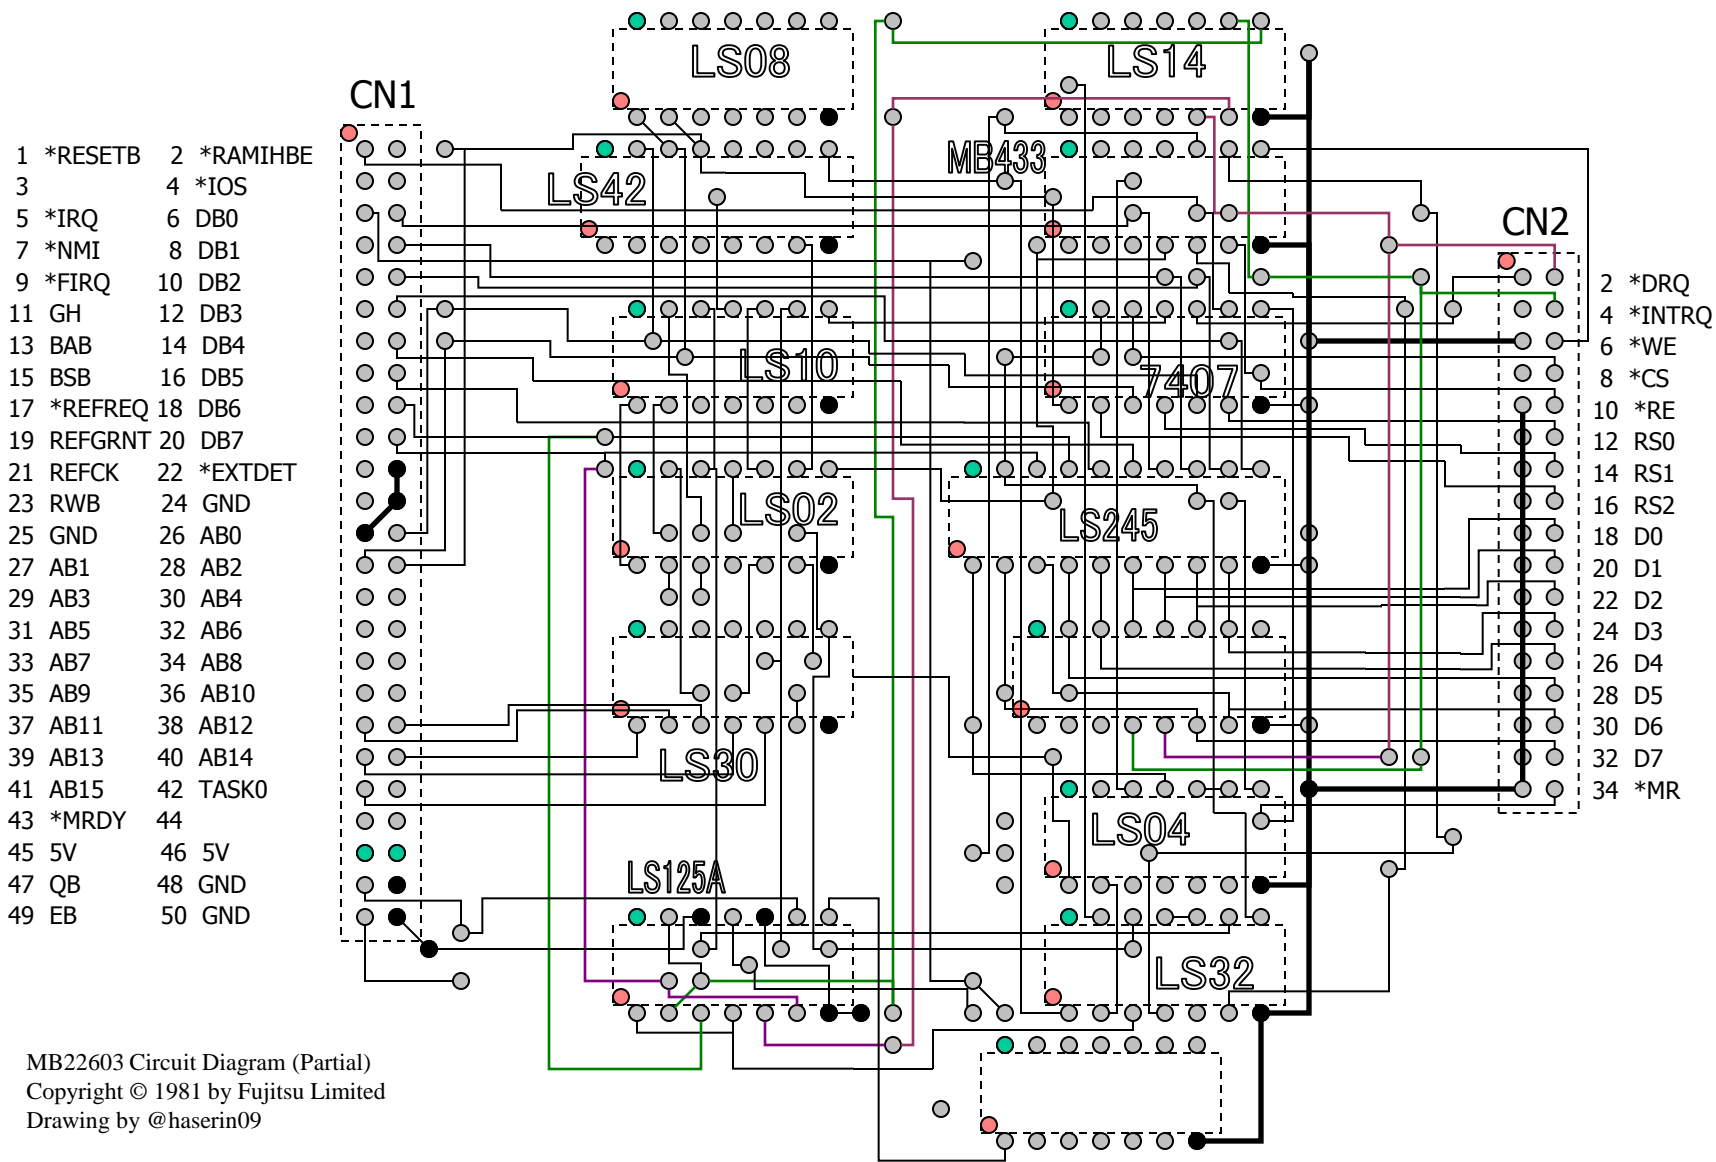 LS08
LS14
CN1
1 *RESETB 2 *RAMIHBE
3 4 *IOS
5 *IRQ 6 DB0
7 *NMI 8 DB1
9 *FIRQ 10 DB2
11 GH 12 DB3
13 BAB 14 DB4
15 BSB 16 DB5
17 *REFREQ 18 DB6
19 REFGRNT 20 DB7
21 REFCK 22 *EXTDET
23 RWB 24 GND
25 GND 26 AB0
27 AB1 28 AB2
29 AB3 30 AB4
31 AB5 32 AB6
33 AB7 34 AB8
35 AB9 36 AB10
37 AB11 38 AB12
39 AB13 40 AB14
41 AB15 42 TASK0
43 *MRDY 44
45 5V 46 5V
47 QB 48 GND
49 EB 50 GND
LS42
MB433
LS10
7407
LS02
LS245
LS30
LS04
LS125A
LS32
CN2
2 *DRQ
4 *INTRQ
6 *WE
8 *CS
10 *RE
12 RS0
14 RS1
16 RS2
18 D0
20 D1
22 D2
24 D3
26 D4
28 D5
30 D6
32 D7
34 *MR
MB22603 Circuit Diagram (Partial)
Copyright © 1981 by Fujitsu Limited
Drawing by @haserin09